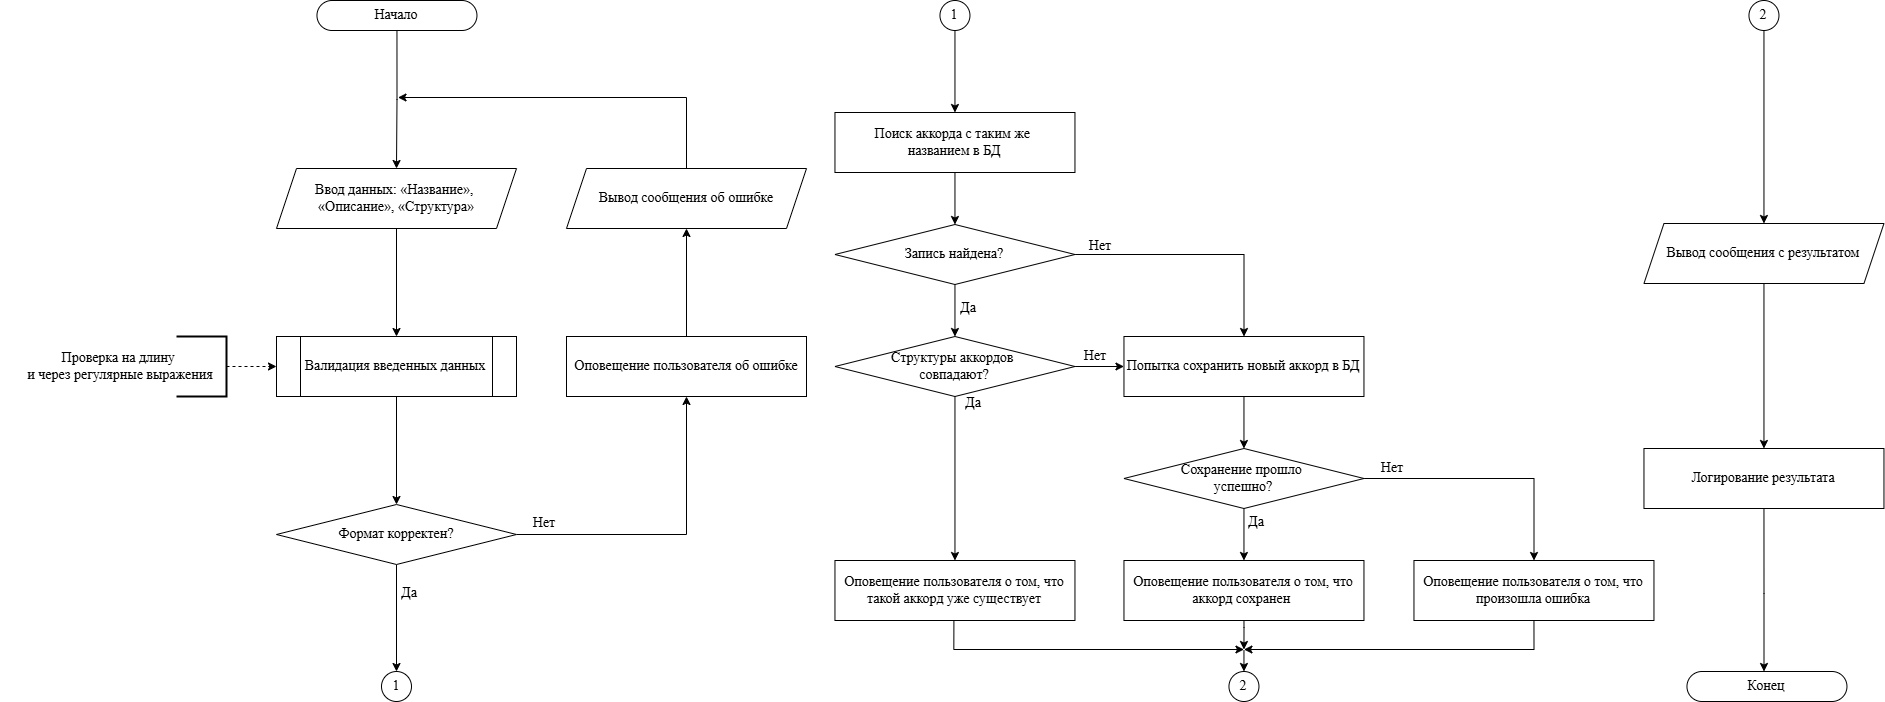 Начало
Ввод данных: «Название»,
«Описание», «Структура»
Вывод сообщения об ошибке
Проверка на длину
и через регулярные выражения
Валидация введенных данных
Оповещение пользователя об ошибке
Формат корректен?
Нет
Да
1
1
Поиск аккорда с таким же
названием в БД
Запись найдена?
Нет
Да
Структуры аккордов
совпадают?
Нет
Да
Попытка сохранить новый аккорд в БД
Сохранение прошло
успешно?
Нет
Да
Оповещение пользователя о том, что
такой аккорд уже существует
Оповещение пользователя о том, что
аккорд сохранен
Оповещение пользователя о том, что
произошла ошибка
2
2
Вывод сообщения с результатом
Логирование результата
Конец